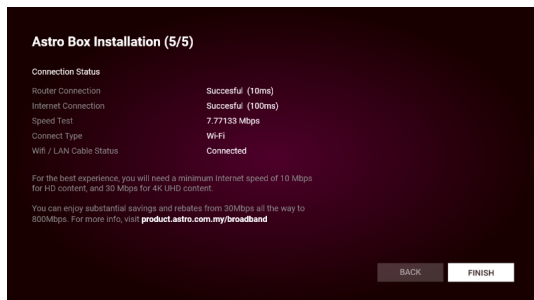 Astro Box Installation (5/5)
Connection Status
Router Connection Succesful (10ms)
Internet Connection Succesful (100ms)
Speed Test 7.77133 Mbps
Connect Type Wi-Fi
Wifi / LAN Cable Status Connected
For the best experience, you will need a minimum Internet speed of 10 Mbps
for HD content, and 30 Mbps for 4K UHD content.
You can enjoy substantial savings and rebates from 30Mbps all the way to
800Mbps. For more info, visit product.astro.com.my/broadband
BACK FINISH